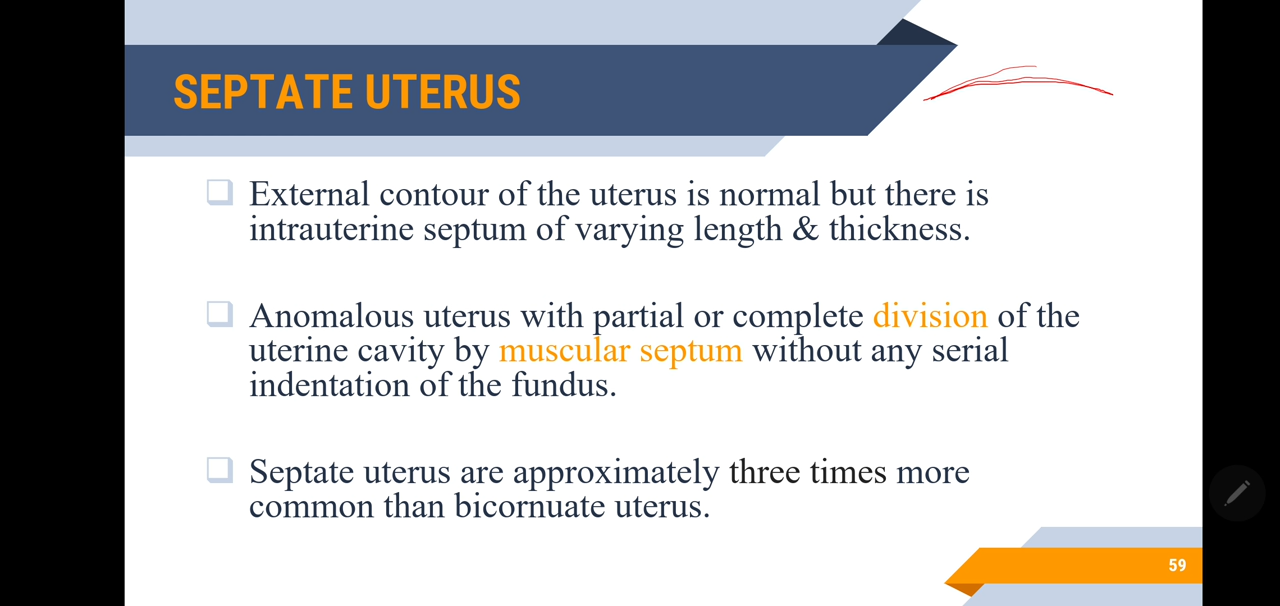 SEPTATE UTERUS
External contour of the uterus is normal but there is
intrauterine septum of varying length & thickness.
Anomalous uterus with partial or complete division of the
uterine cavity by muscular septum without any serial
indentation of the fundus.
Septate uterus are approximately three times more
common than bicornuate uterus.
59